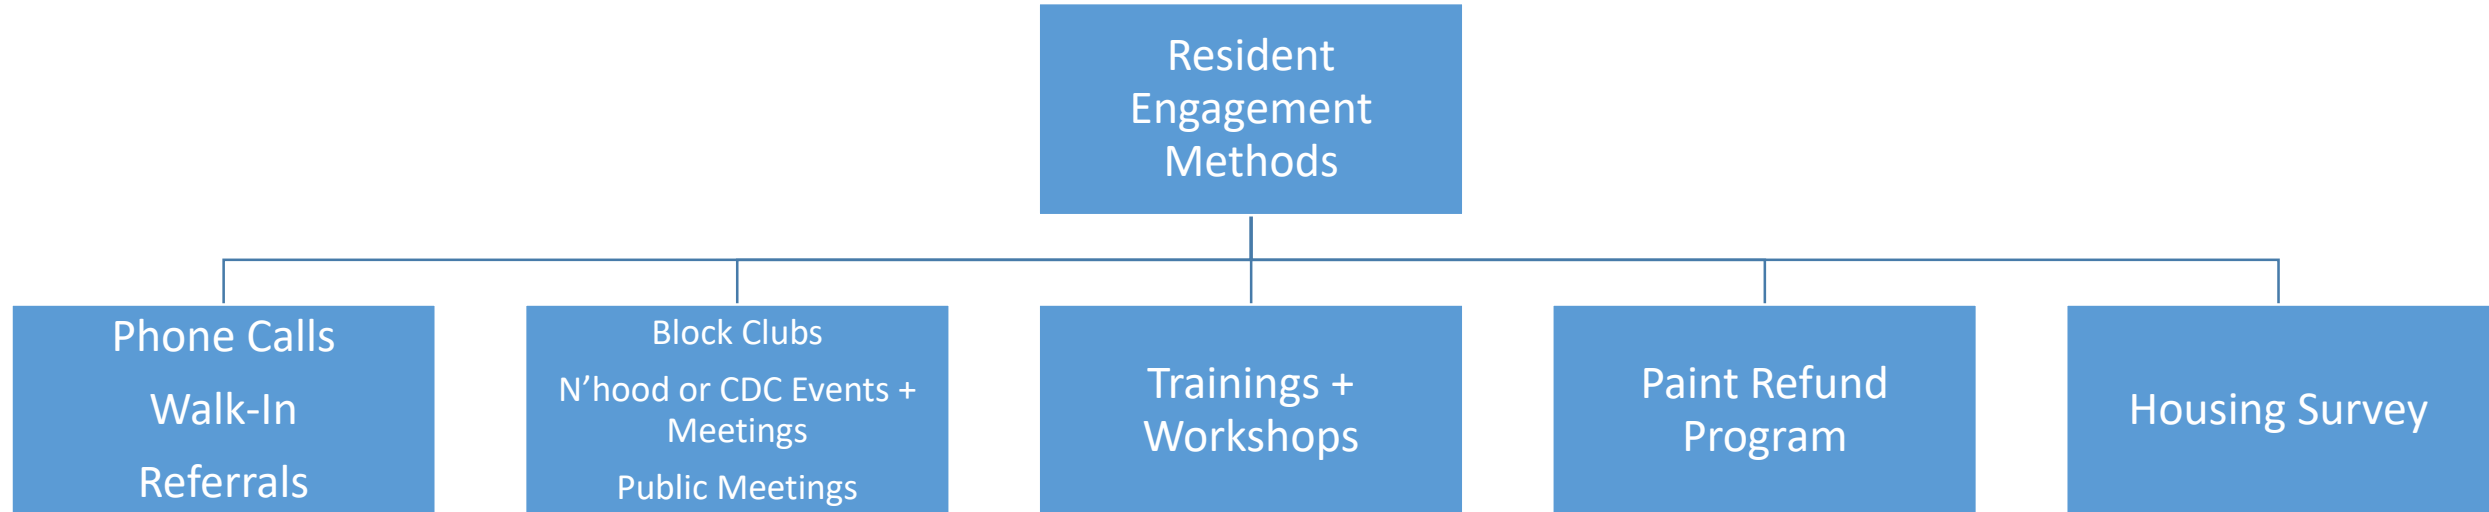 Resident
Engagement
Methods
Phone Calls
Walk-In
Referrals
Block Clubs
N’hood or CDC Events +
Meetings
Public Meetings
Trainings +
Workshops
Paint Refund
Program
Housing Survey